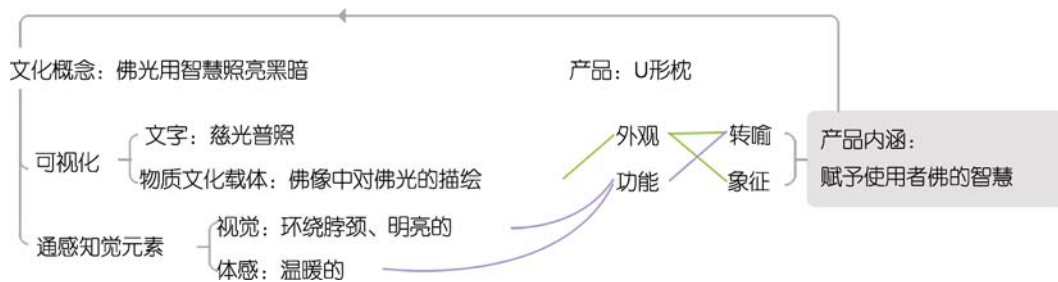 文化概念：佛光用智慧照亮黑暗
产品：U形枕
可视化
文字：慈光普照
物质文化载体：佛像中对佛光的描绘
通感知觉元素
视觉：环绕脖颈、明亮的
体感：温暖的
外观
功能
转喻
象征
产品内涵：
赋予使用者佛的智慧